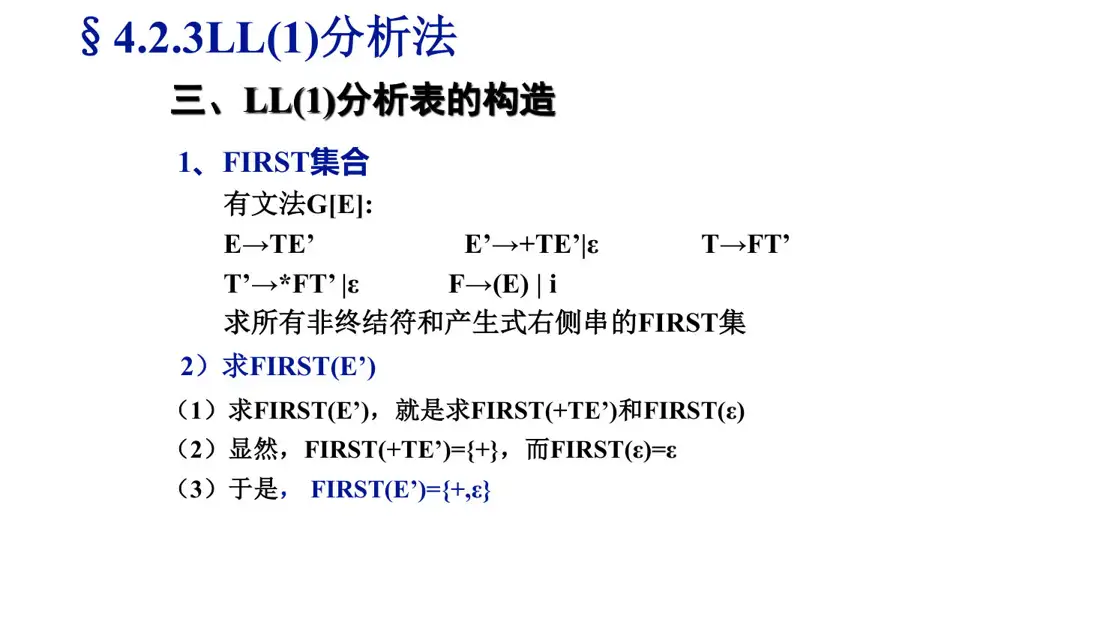 §4.2.3LL(1)分析法
三、LL(1)分析表的构造
1、FIRST集合
有文法G[E]:
E→TE’ E’→+TE’|ε T→FT’
T’→*FT’ |ε F→(E) | i
求所有非终结符和产生式右侧串的FIRST集
2）求FIRST(E’)
（1）求FIRST(E’)，就是求FIRST(+TE’)和FIRST(ε)
（2）显然，FIRST(+TE’)={+}，而FIRST(ε)=ε
（3）于是， FIRST(E’)={+,ε}